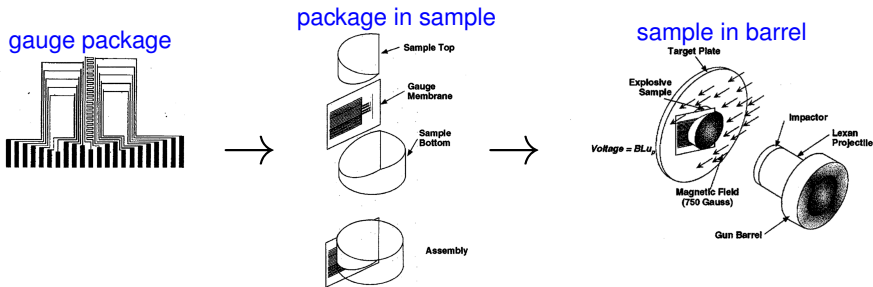 gauge package
package in sample
sample in barrel
Sample Top
Gauge
Membrane
Sample
Bottom
Assembly
Target Plate
Explosive
Sample
Impactor
Lexan
Projectile
Voltage = BLuₚ
Magnetic Field
(750 Gauss)
Gun Barrel